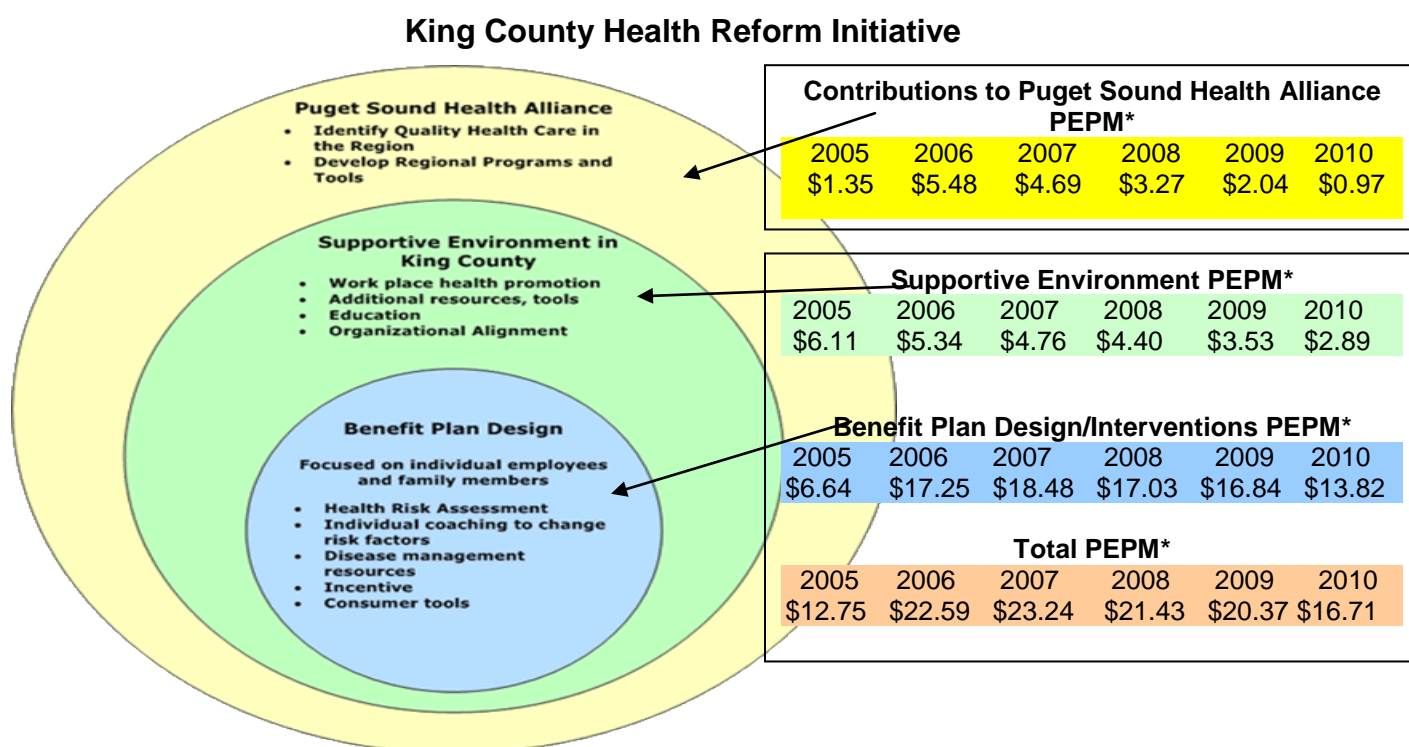 King County Health Reform Initiative
Puget Sound Health Alliance
• Identify Quality Health Care in
the Region
• Develop Regional Programs and
Tools
Supportive Environment in
King County
• Work place health promotion
• Additional resources, tools
• Education
• Organizational Alignment
Benefit Plan Design
Focused on individual employees
and family members
• Health Risk Assessment
• Individual coaching to change
risk factors
• Disease management
resources
• Incentive
• Consumer tools
Contributions to Puget Sound Health Alliance
PEPM*
2005 2006 2007 2008 2009 2010
$1.35 $5.48 $4.69 $3.27 $2.04 $0.97
Supportive Environment PEPM*
2005 2006 2007 2008 2009 2010
$6.11 $5.34 $4.76 $4.40 $3.53 $2.89
Benefit Plan Design/Interventions PEPM*
2005 2006 2007 2008 2009 2010
$6.64 $17.25 $18.48 $17.03 $16.84 $13.82
Total PEPM*
2005 2006 2007 2008 2009 2010
$12.75 $22.59 $23.24 $21.43 $20.37 $16.71